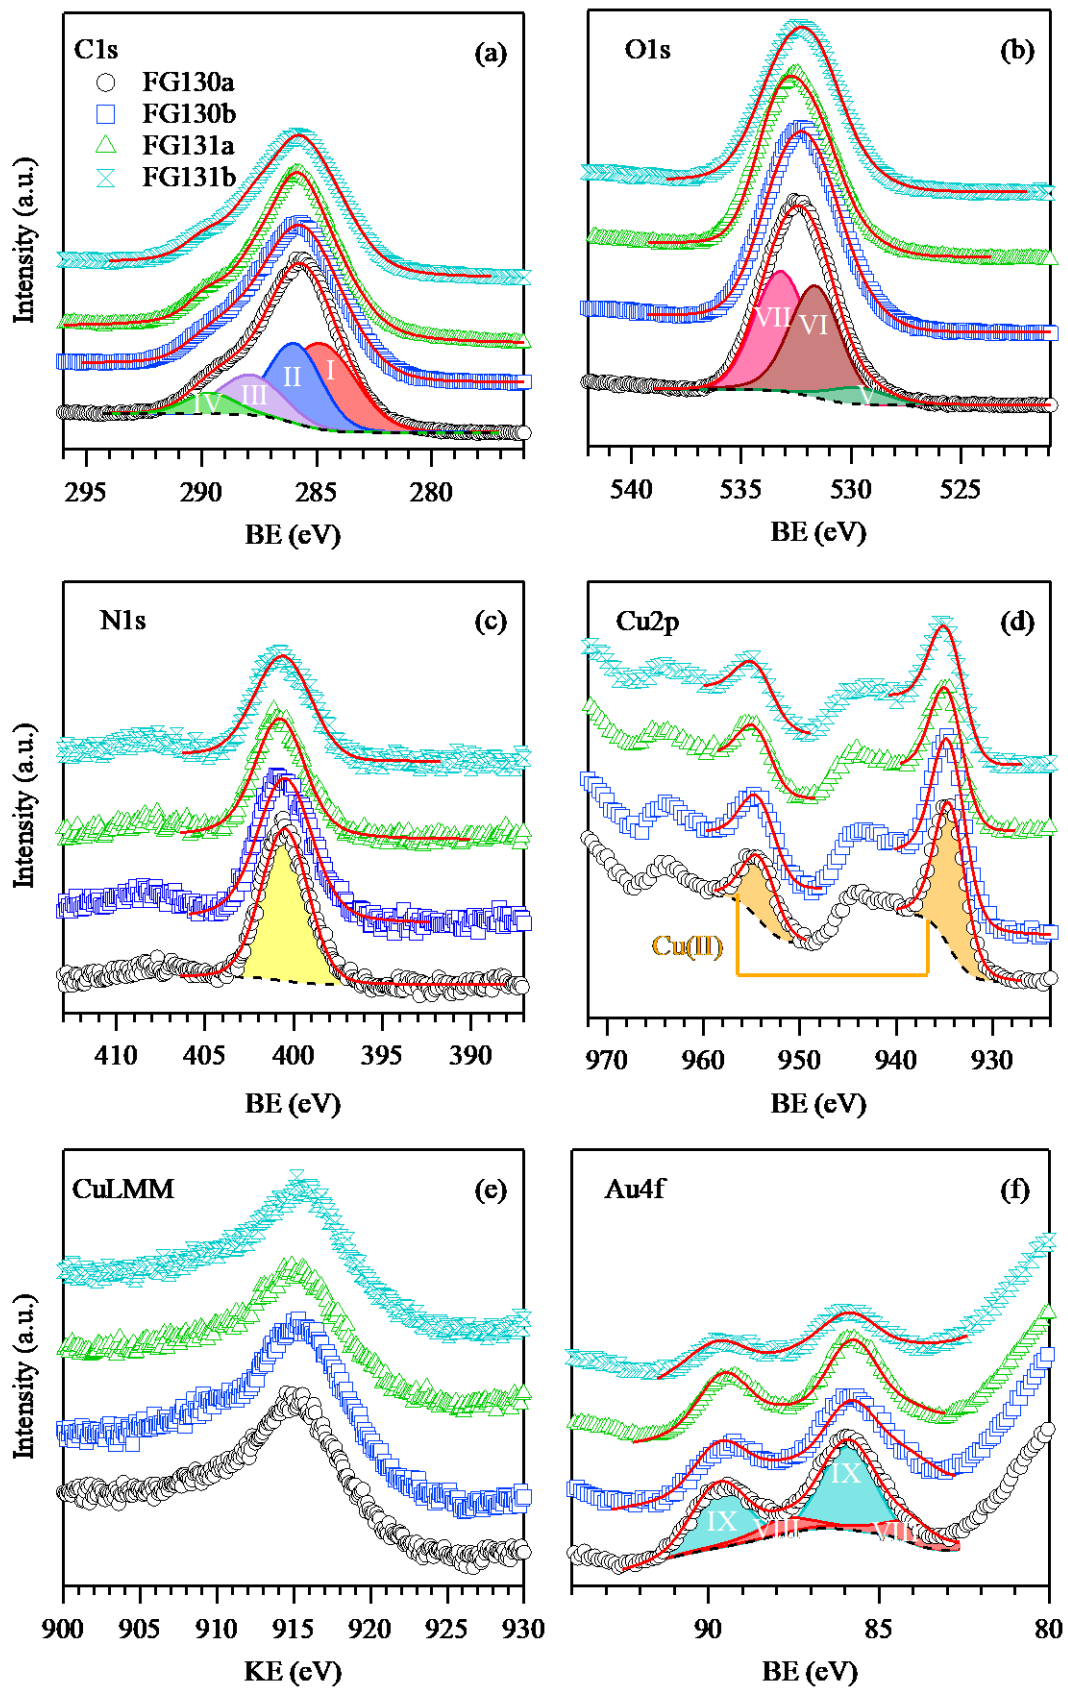 C1s
(a)
FG130a
FG130b
FG131a
FG131b
IV
III
II
I
Intensity (a.u.)
295 290 285 280
BE (eV)
O1s
(b)
VII
VI
V
540 535 530 525
BE (eV)
N1s
(c)
Intensity (a.u.)
410 405 400 395 390
BE (eV)
Cu2p
(d)
Cu(II)
970 960 950 940 930
BE (eV)
CuLMM
(e)
Intensity (a.u.)
900 905 910 915 920 925 930
KE (eV)
Au4f
(f)
IX
IX
VIII
VIII
90 85 80
BE (eV)